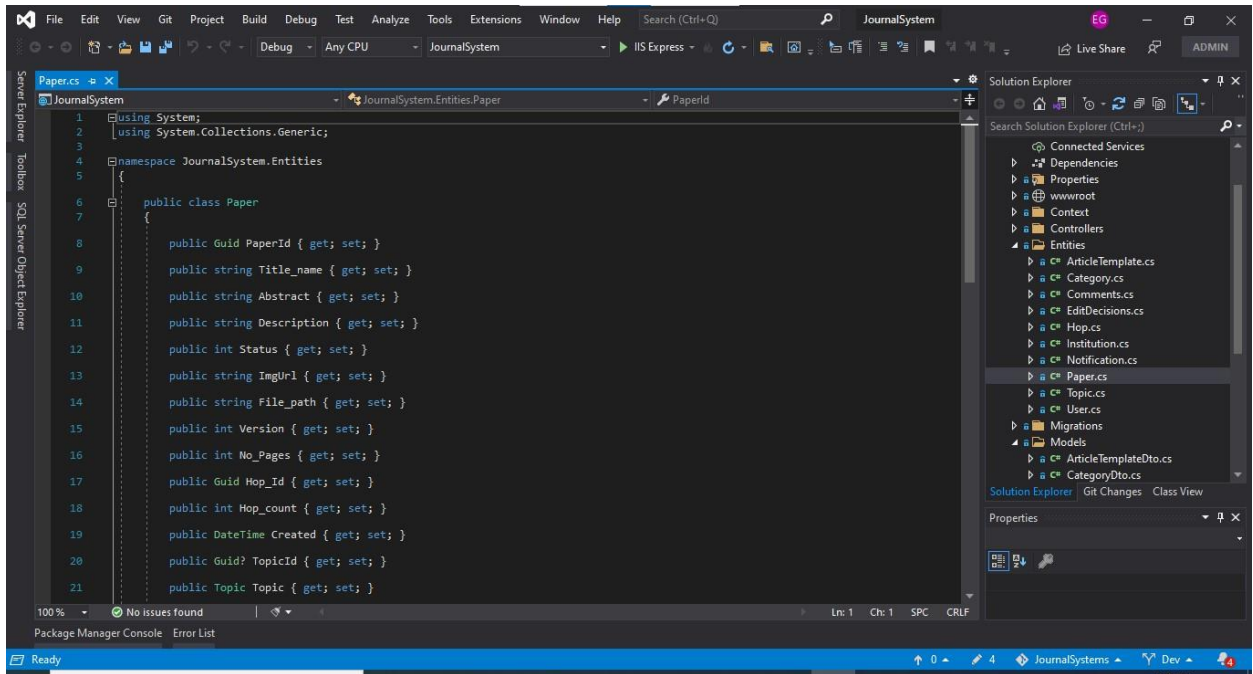 File Edit View Git Project Build Debug Test Analyze Tools Extensions Window Help Search (Ctrl+Q) JournalSystem EG
Debug Any CPU JournalSystem IIS Express Live Share ADMIN
Server Explorer
Toolbox
SQL Server Object Explorer
Paper.cs
JournalSystem JournalSystem.Entities.Paper PaperId
1 using System;
2 using System.Collections.Generic;
3
4 namespace JournalSystem.Entities
5 {
6 public class Paper
7 {
8 public Guid PaperId { get; set; }
9 public string Title_name { get; set; }
10 public string Abstract { get; set; }
11 public string Description { get; set; }
12 public int Status { get; set; }
13 public string ImgUrl { get; set; }
14 public string File_path { get; set; }
15 public int Version { get; set; }
16 public int No_Pages { get; set; }
17 public Guid Hop_Id { get; set; }
18 public int Hop_count { get; set; }
19 public DateTime Created { get; set; }
20 public Guid? TopicId { get; set; }
21 public Topic Topic { get; set; }
100 % No issues found Ln: 1 Ch: 1 SPC CRLF
Solution Explorer
Search Solution Explorer (Ctrl+;)
Connected Services
Dependencies
Properties
wwwroot
Context
Controllers
Entities
C# ArticleTemplate.cs
C# Category.cs
C# Comments.cs
C# EditDecisions.cs
C# Hop.cs
C# Institution.cs
C# Notification.cs
C# Paper.cs
C# Topic.cs
C# User.cs
Migrations
Models
C# ArticleTemplateDto.cs
C# CategoryDto.cs
Solution Explorer Git Changes Class View
Properties
Package Manager Console Error List
Ready 0 4 JournalSystems Dev 4